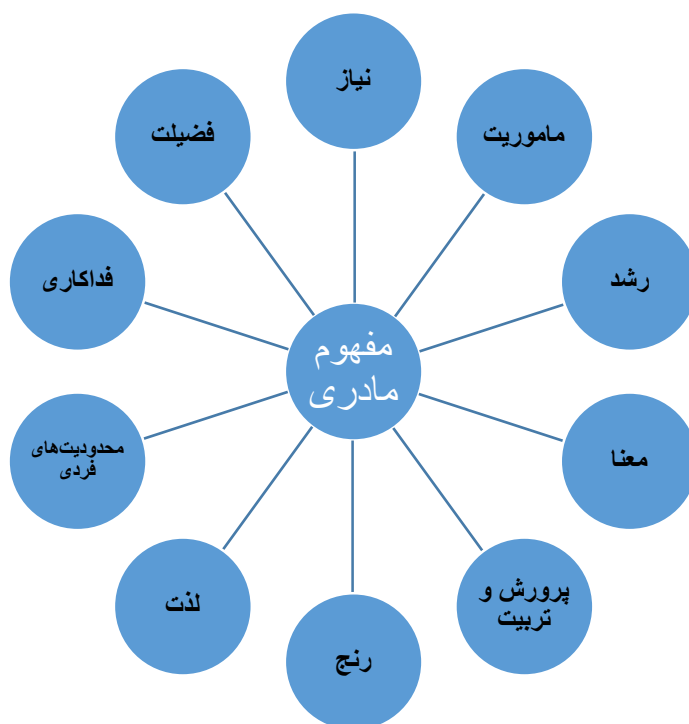 نیاز
ماموریت
رشد
معنا
پرورش و
تربیت
رنج
لذت
محدودیت‌های
فردی
فداکاری
فضیلت
مفهوم
مادری